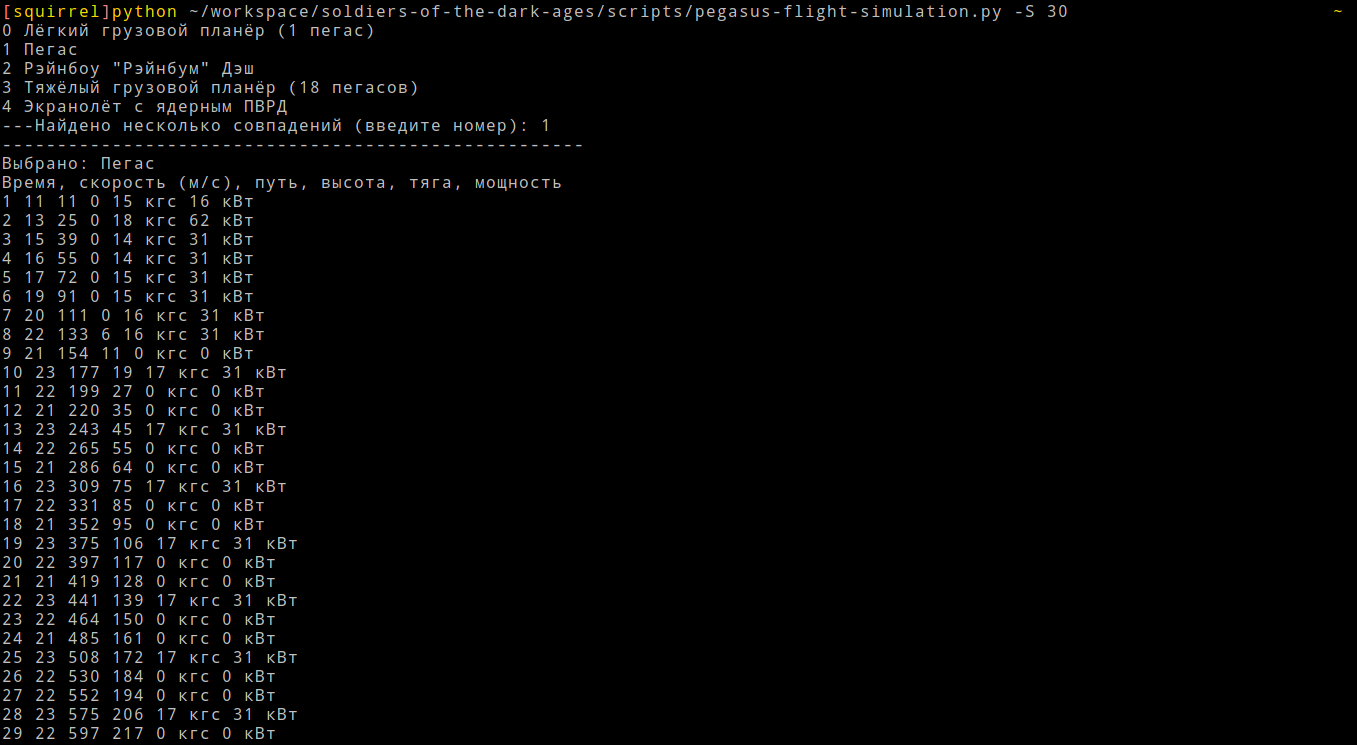 [squirrel]python ~/workspace/soldiers-of-the-dark-ages/scripts/pegasus-flight-simulation.py -S 30 ~
0 Лёгкий грузовой планёр (1 пегас)
1 Пегас
2 Рэйнбоу "Рэйнбум" Дэш
3 Тяжёлый грузовой планёр (18 пегасов)
4 Экранолёт с ядерным ПВРД
---Найдено несколько совпадений (введите номер): 1
-----------------------------------------------------
Выбрано: Пегас
Время, скорость (м/с), путь, высота, тяга, мощность
1 11 11 0 15 кгс 16 кВт
2 13 25 0 18 кгс 62 кВт
3 15 39 0 14 кгс 31 кВт
4 16 55 0 14 кгс 31 кВт
5 17 72 0 15 кгс 31 кВт
6 19 91 0 15 кгс 31 кВт
7 20 111 0 16 кгс 31 кВт
8 22 133 6 16 кгс 31 кВт
9 21 154 11 0 кгс 0 кВт
10 23 177 19 17 кгс 31 кВт
11 22 199 27 0 кгс 0 кВт
12 21 220 35 0 кгс 0 кВт
13 23 243 45 17 кгс 31 кВт
14 22 265 55 0 кгс 0 кВт
15 21 286 64 0 кгс 0 кВт
16 23 309 75 17 кгс 31 кВт
17 22 331 85 0 кгс 0 кВт
18 21 352 95 0 кгс 0 кВт
19 23 375 106 17 кгс 31 кВт
20 22 397 117 0 кгс 0 кВт
21 21 419 128 0 кгс 0 кВт
22 23 441 139 17 кгс 31 кВт
23 22 464 150 0 кгс 0 кВт
24 21 485 161 0 кгс 0 кВт
25 23 508 172 17 кгс 31 кВт
26 22 530 184 0 кгс 0 кВт
27 22 552 194 0 кгс 0 кВт
28 23 575 206 17 кгс 31 кВт
29 22 597 217 0 кгс 0 кВт